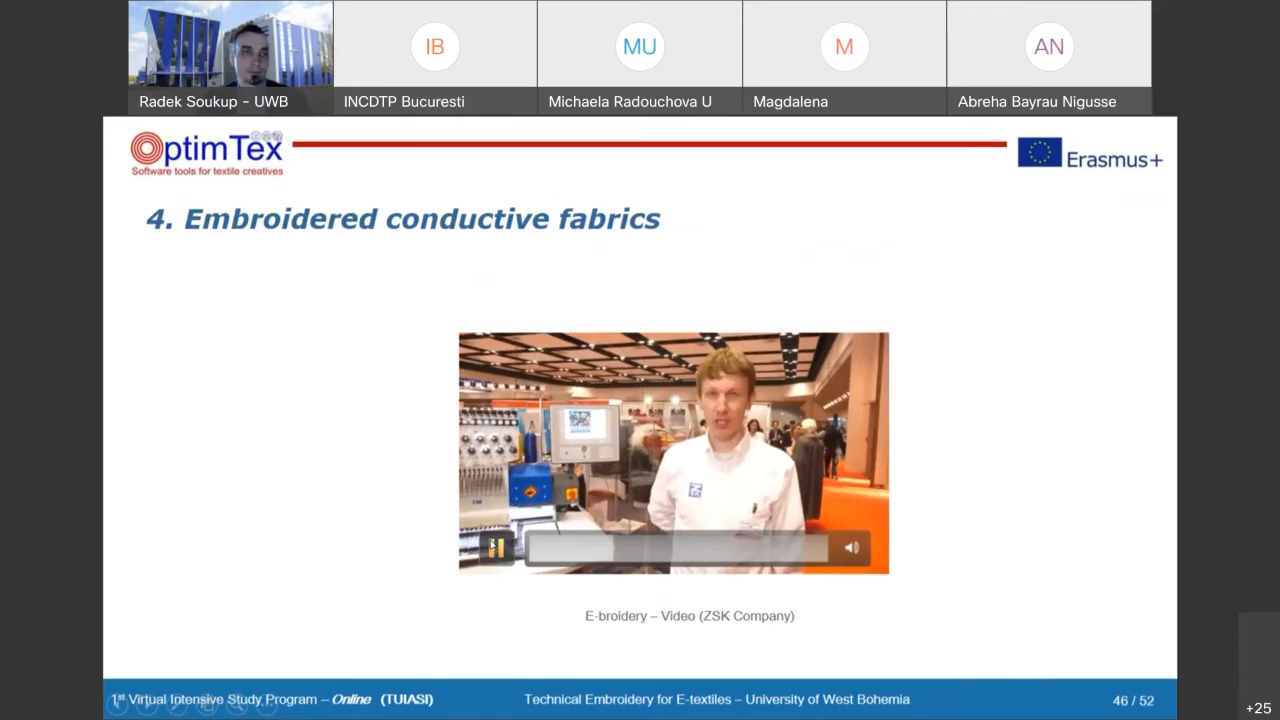 IB
MU
M
AN
Radek Soukup - UWB
INCDTP Bucuresti
Michaela Radouchova U
Magdalena
Abreha Bayrau Nigusse
OptimTex
Software tools for textile creatives
Erasmus+
4. Embroidered conductive fabrics
E-broidery – Video (ZSK Company)
1st Virtual Intensive Study Program – Online (TUIASI)
Technical Embroidery for E-textiles – University of West Bohemia
46 / 52
+25